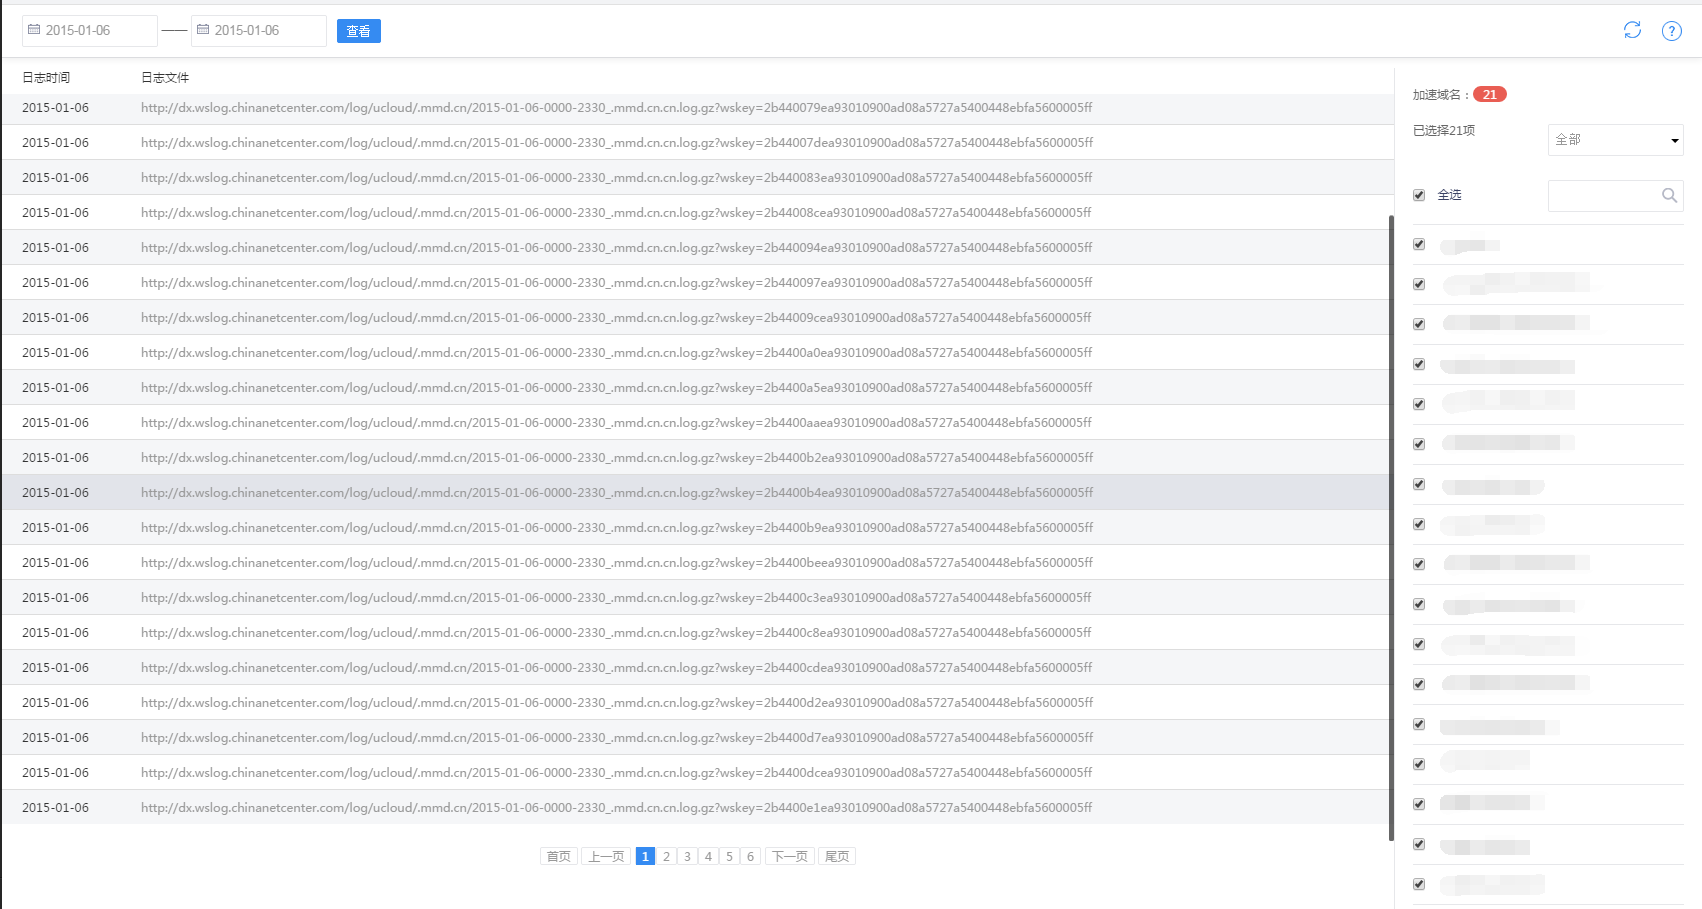 2015-01-06 —— 2015-01-06 查看
日志时间 日志文件
2015-01-06 http://dx.wslog.chinanetcenter.com/log/ucloud/.mmd.cn/2015-01-06-0000-2330_.mmd.cn.cn.log.gz?wskey=2b440079ea93010900ad08a5727a5400448ebfa5600005ff
2015-01-06 http://dx.wslog.chinanetcenter.com/log/ucloud/.mmd.cn/2015-01-06-0000-2330_.mmd.cn.cn.log.gz?wskey=2b44007dea93010900ad08a5727a5400448ebfa5600005ff
2015-01-06 http://dx.wslog.chinanetcenter.com/log/ucloud/.mmd.cn/2015-01-06-0000-2330_.mmd.cn.cn.log.gz?wskey=2b440083ea93010900ad08a5727a5400448ebfa5600005ff
2015-01-06 http://dx.wslog.chinanetcenter.com/log/ucloud/.mmd.cn/2015-01-06-0000-2330_.mmd.cn.cn.log.gz?wskey=2b44008cea93010900ad08a5727a5400448ebfa5600005ff
2015-01-06 http://dx.wslog.chinanetcenter.com/log/ucloud/.mmd.cn/2015-01-06-0000-2330_.mmd.cn.cn.log.gz?wskey=2b440094ea93010900ad08a5727a5400448ebfa5600005ff
2015-01-06 http://dx.wslog.chinanetcenter.com/log/ucloud/.mmd.cn/2015-01-06-0000-2330_.mmd.cn.cn.log.gz?wskey=2b440097ea93010900ad08a5727a5400448ebfa5600005ff
2015-01-06 http://dx.wslog.chinanetcenter.com/log/ucloud/.mmd.cn/2015-01-06-0000-2330_.mmd.cn.cn.log.gz?wskey=2b44009cea93010900ad08a5727a5400448ebfa5600005ff
2015-01-06 http://dx.wslog.chinanetcenter.com/log/ucloud/.mmd.cn/2015-01-06-0000-2330_.mmd.cn.cn.log.gz?wskey=2b4400a0ea93010900ad08a5727a5400448ebfa5600005ff
2015-01-06 http://dx.wslog.chinanetcenter.com/log/ucloud/.mmd.cn/2015-01-06-0000-2330_.mmd.cn.cn.log.gz?wskey=2b4400a5ea93010900ad08a5727a5400448ebfa5600005ff
2015-01-06 http://dx.wslog.chinanetcenter.com/log/ucloud/.mmd.cn/2015-01-06-0000-2330_.mmd.cn.cn.log.gz?wskey=2b4400aaea93010900ad08a5727a5400448ebfa5600005ff
2015-01-06 http://dx.wslog.chinanetcenter.com/log/ucloud/.mmd.cn/2015-01-06-0000-2330_.mmd.cn.cn.log.gz?wskey=2b4400b2ea93010900ad08a5727a5400448ebfa5600005ff
2015-01-06 http://dx.wslog.chinanetcenter.com/log/ucloud/.mmd.cn/2015-01-06-0000-2330_.mmd.cn.cn.log.gz?wskey=2b4400b4ea93010900ad08a5727a5400448ebfa5600005ff
2015-01-06 http://dx.wslog.chinanetcenter.com/log/ucloud/.mmd.cn/2015-01-06-0000-2330_.mmd.cn.cn.log.gz?wskey=2b4400b9ea93010900ad08a5727a5400448ebfa5600005ff
2015-01-06 http://dx.wslog.chinanetcenter.com/log/ucloud/.mmd.cn/2015-01-06-0000-2330_.mmd.cn.cn.log.gz?wskey=2b4400beea93010900ad08a5727a5400448ebfa5600005ff
2015-01-06 http://dx.wslog.chinanetcenter.com/log/ucloud/.mmd.cn/2015-01-06-0000-2330_.mmd.cn.cn.log.gz?wskey=2b4400c3ea93010900ad08a5727a5400448ebfa5600005ff
2015-01-06 http://dx.wslog.chinanetcenter.com/log/ucloud/.mmd.cn/2015-01-06-0000-2330_.mmd.cn.cn.log.gz?wskey=2b4400c8ea93010900ad08a5727a5400448ebfa5600005ff
2015-01-06 http://dx.wslog.chinanetcenter.com/log/ucloud/.mmd.cn/2015-01-06-0000-2330_.mmd.cn.cn.log.gz?wskey=2b4400cdea93010900ad08a5727a5400448ebfa5600005ff
2015-01-06 http://dx.wslog.chinanetcenter.com/log/ucloud/.mmd.cn/2015-01-06-0000-2330_.mmd.cn.cn.log.gz?wskey=2b4400d2ea93010900ad08a5727a5400448ebfa5600005ff
2015-01-06 http://dx.wslog.chinanetcenter.com/log/ucloud/.mmd.cn/2015-01-06-0000-2330_.mmd.cn.cn.log.gz?wskey=2b4400d7ea93010900ad08a5727a5400448ebfa5600005ff
2015-01-06 http://dx.wslog.chinanetcenter.com/log/ucloud/.mmd.cn/2015-01-06-0000-2330_.mmd.cn.cn.log.gz?wskey=2b4400dcea93010900ad08a5727a5400448ebfa5600005ff
2015-01-06 http://dx.wslog.chinanetcenter.com/log/ucloud/.mmd.cn/2015-01-06-0000-2330_.mmd.cn.cn.log.gz?wskey=2b4400e1ea93010900ad08a5727a5400448ebfa5600005ff
首页 上一页 1 2 3 4 5 6 下一页 尾页
?
加速域名：21
已选择21项 全部
全选